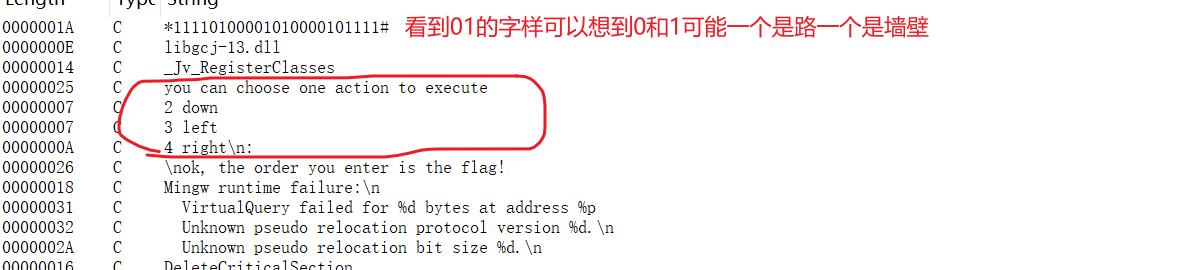 Length Type String
0000001A C *11110100001010000101111# 看到01的字样可以想到0和1可能一个是路一个是墙壁
0000000E C libgcj-13.dll
00000014 C _Jv_RegisterClasses
00000025 C you can choose one action to execute
00000007 C 2 down
00000007 C 3 left
0000000A C 4 right\n:
00000026 C \nok, the order you enter is the flag!
00000018 C Mingw runtime failure:\n
00000031 C VirtualQuery failed for %d bytes at address %p
00000032 C Unknown pseudo relocation protocol version %d.\n
0000002A C Unknown pseudo relocation bit size %d.\n
00000016 C DeleteCriticalSection